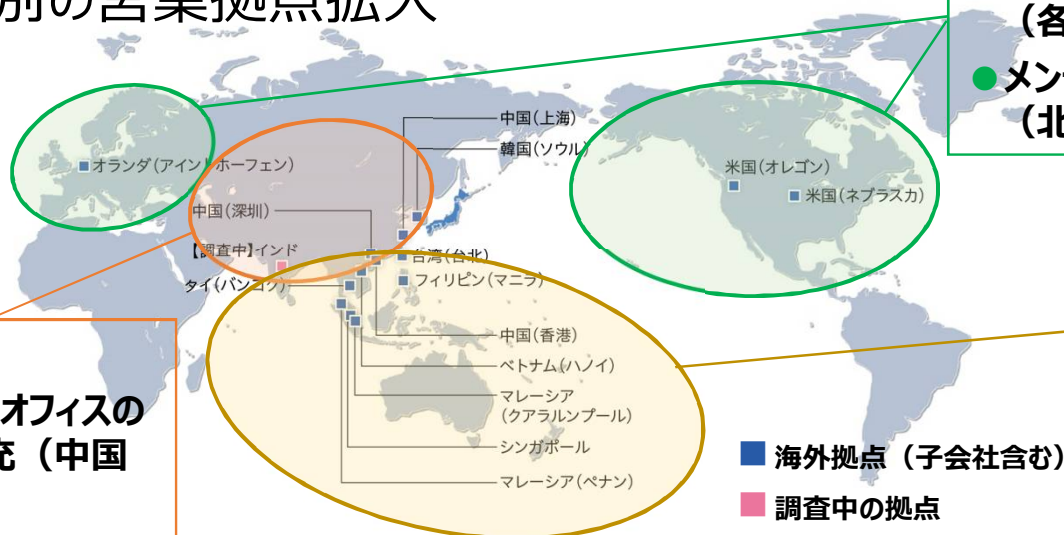 別の営業拠点拡大
（各
●メン
（北
中国（上海）
韓国（ソウル）
オランダ（アイントホーフェン）
米国（オレゴン）
米国（ネブラスカ）
中国（深圳）
【調査中】インド
台湾（台北）
タイ（バンコク）
フィリピン（マニラ）
中国（香港）
ベトナム（ハノイ）
マレーシア
（クアラルンプール）
シンガポール
マレーシア（ペナン）
オフィスの
充（中国
海外拠点（子会社含む）
調査中の拠点